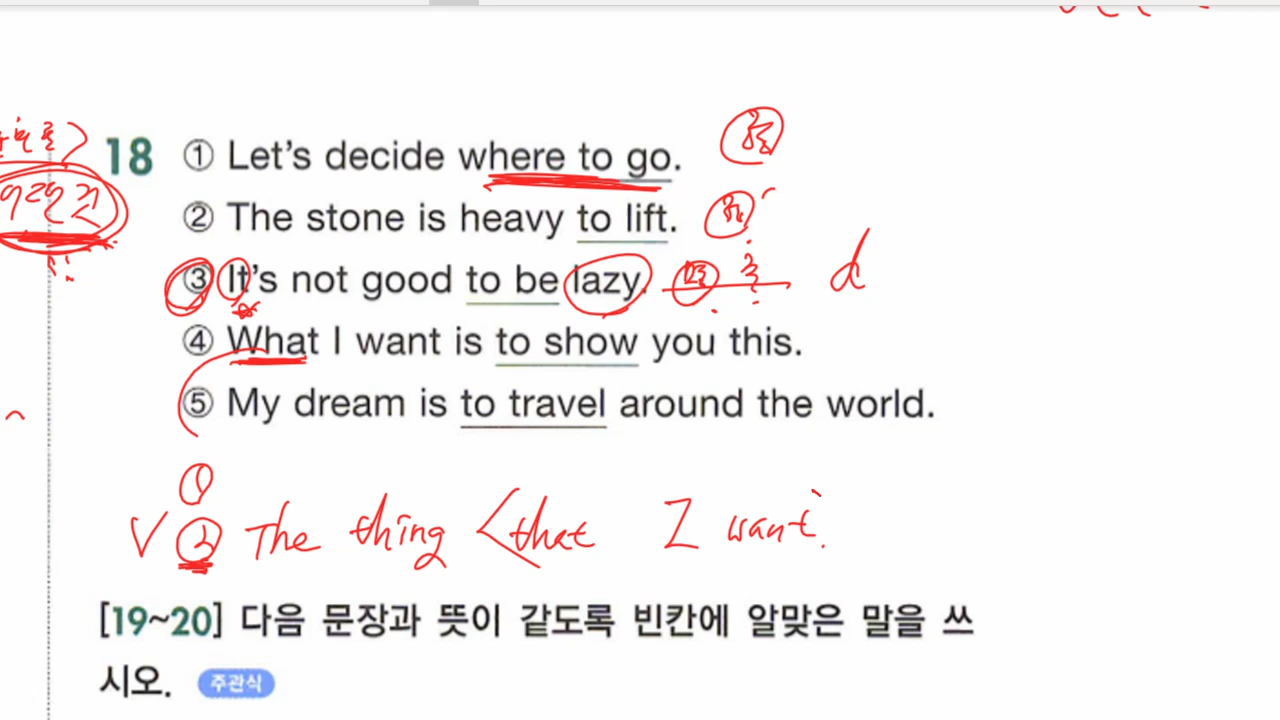 18 ① Let's decide where to go.
② The stone is heavy to lift.
③ It's not good to be lazy.
④ What I want is to show you this.
⑤ My dream is to travel around the world.
①
② The thing <that I want.
[19~20] 다음 문장과 뜻이 같도록 빈칸에 알맞은 말을 쓰
시오. 주관식